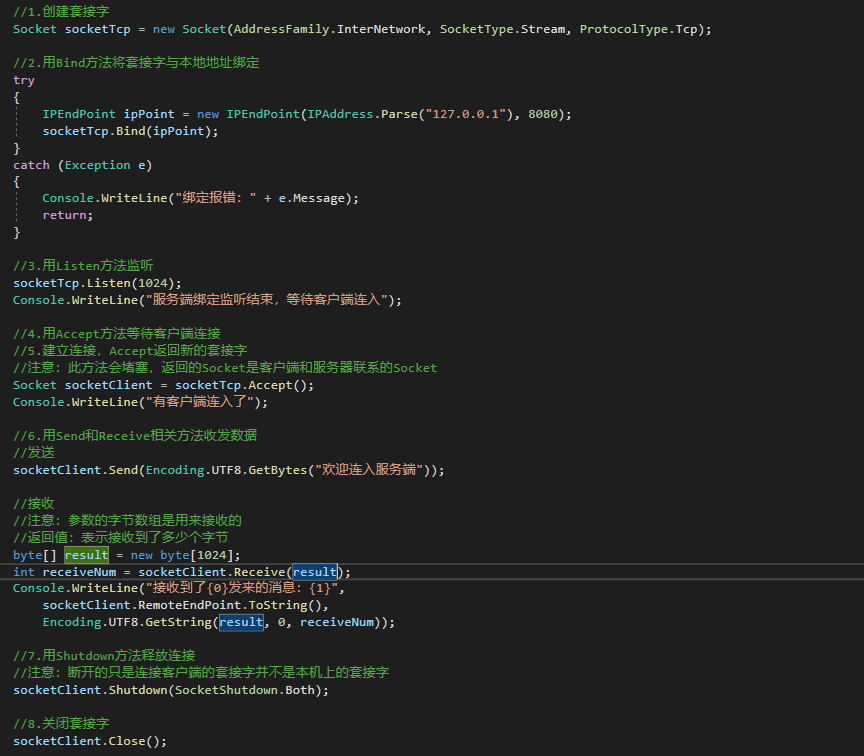 //1.创建套接字
Socket socketTcp = new Socket(AddressFamily.InterNetwork, SocketType.Stream, ProtocolType.Tcp);
//2.用Bind方法将套接字与本地地址绑定
try
{
IPEndPoint ipPoint = new IPEndPoint(IPAddress.Parse("127.0.0.1"), 8080);
socketTcp.Bind(ipPoint);
}
catch (Exception e)
{
Console.WriteLine("绑定报错: " + e.Message);
return;
}
//3.用Listen方法监听
socketTcp.Listen(1024);
Console.WriteLine("服务端绑定监听结束，等待客户端连入");
//4.用Accept方法等待客户端连接
//5.建立连接，Accept返回新的套接字
//注意：此方法会堵塞，返回的Socket是客户端和服务器联系的Socket
Socket socketClient = socketTcp.Accept();
Console.WriteLine("有客户端连入了");
//6.用Send和Receive相关方法收发数据
//发送
socketClient.Send(Encoding.UTF8.GetBytes("欢迎连入服务端"));
//接收
//注意：参数的字节数组是用来接收的
//返回值：表示接收到了多少个字节
byte[] result = new byte[1024];
int receiveNum = socketClient.Receive(result);
Console.WriteLine("接收到了{0}发来的消息：{1}",
socketClient.RemoteEndPoint.ToString(),
Encoding.UTF8.GetString(result, 0, receiveNum));
//7.用Shutdown方法释放连接
//注意：断开的只是连接客户端的套接字并不是本机上的套接字
socketClient.Shutdown(SocketShutdown.Both);
//8.关闭套接字
socketClient.Close();